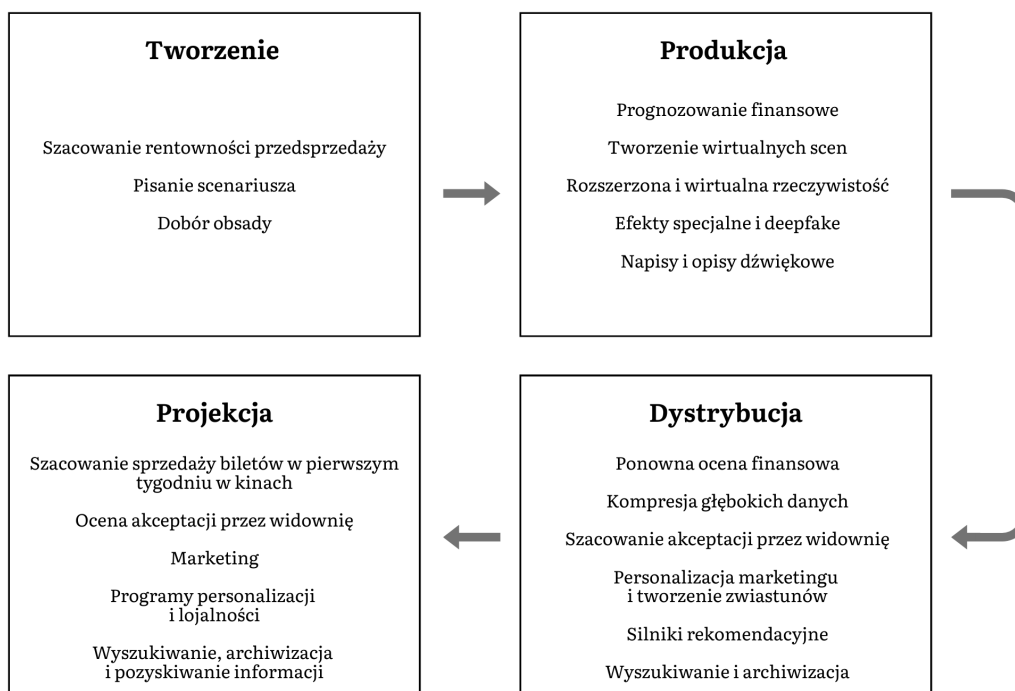 Tworzenie
Szacowanie rentowności przedsprzedaży
Pisanie scenariusza
Dobór obsady
Produkcja
Prognozowanie finansowe
Tworzenie wirtualnych scen
Rozszerzona i wirtualna rzeczywistość
Efekty specjalne i deepfake
Napisy i opisy dźwiękowe
Projekcja
Szacowanie sprzedaży biletów w pierwszym
tygodniu w kinach
Ocena akceptacji przez widownię
Marketing
Programy personalizacji
i lojalności
Wyszukiwanie, archiwizacja
i pozyskiwanie informacji
Dystrybucja
Ponowna ocena finansowa
Kompresja głębokich danych
Szacowanie akceptacji przez widownię
Personalizacja marketingu
i tworzenie zwiastunów
Silniki rekomendacyjne
Wyszukiwanie i archiwizacja